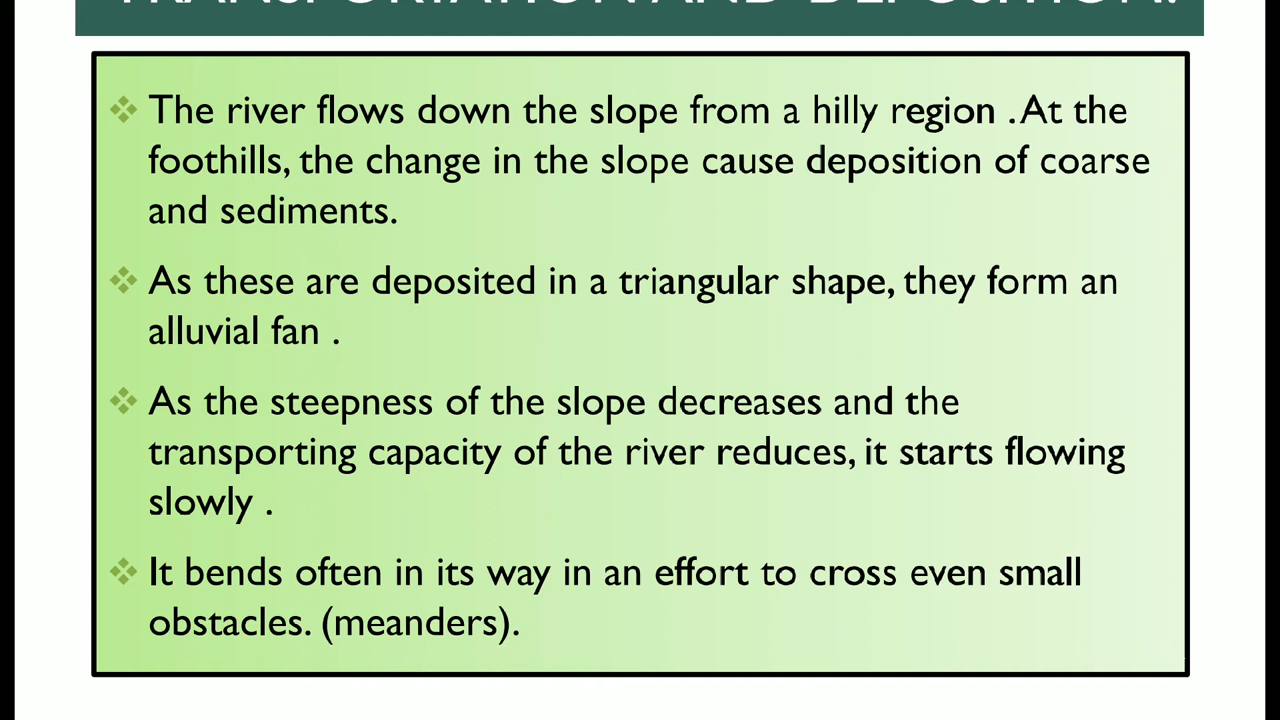 TRANSPORTATION AND DEPOSITION.
The river flows down the slope from a hilly region . At the
foothills, the change in the slope cause deposition of coarse
and sediments.
As these are deposited in a triangular shape, they form an
alluvial fan .
As the steepness of the slope decreases and the
transporting capacity of the river reduces, it starts flowing
slowly .
It bends often in its way in an effort to cross even small
obstacles. (meanders).